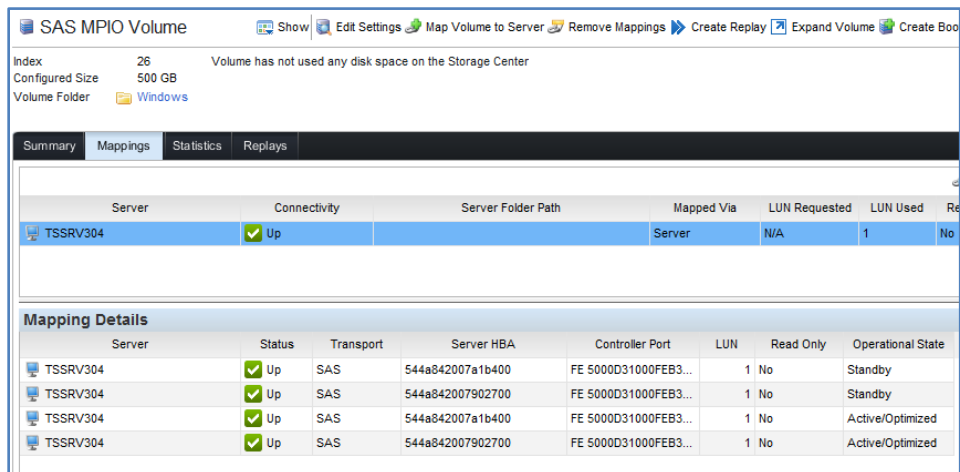 SAS MPIO Volume Show Edit Settings Map Volume to Server Remove Mappings Create Replay Expand Volume Create Boo
Index 26 Volume has not used any disk space on the Storage Center
Configured Size 500 GB
Volume Folder Windows
Summary Mappings Statistics Replays
Server Connectivity Server Folder Path Mapped Via LUN Requested LUN Used Re
TSSRV304 Up Server N/A 1 No
Mapping Details
Server Status Transport Server HBA Controller Port LUN Read Only Operational State
TSSRV304 Up SAS 544a842007a1b400 FE 5000D31000FEB3... 1 No Standby
TSSRV304 Up SAS 544a842007902700 FE 5000D31000FEB3... 1 No Standby
TSSRV304 Up SAS 544a842007a1b400 FE 5000D31000FEB3... 1 No Active/Optimized
TSSRV304 Up SAS 544a842007902700 FE 5000D31000FEB3... 1 No Active/Optimized